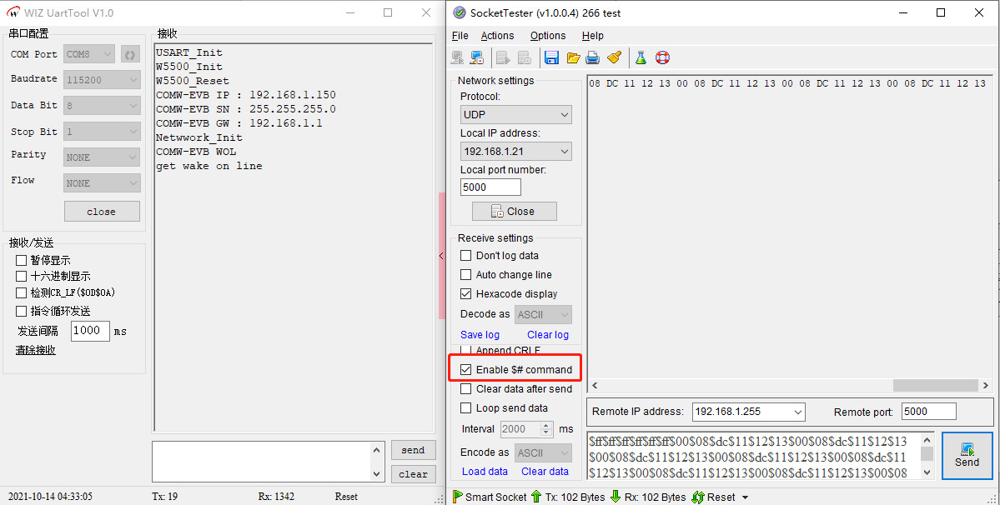 WIZ UartTool V1.0
串口配置
COM Port COM8
Baudrate 115200
Data Bit 8
Stop Bit 1
Parity NONE
Flow NONE
close
接收/发送
暂停显示
十六进制显示
检测CR_LF($0D$0A)
指令循环发送
发送间隔 1000 ms
清除接收
接收
USART_Init
W5500_Init
W5500_Reset
COMW-EVB IP : 192.168.1.150
COMW-EVB SN : 255.255.255.0
COMW-EVB GW : 192.168.1.1
Netwwork_Init
COMW-EVB WOL
get wake on line
send
clear
2021-10-14 04:33:05 Tx: 19 Rx: 1342 Reset
SocketTester (v1.0.0.4) 266 test
File Actions Options Help
Network settings
Protocol:
UDP
Local IP address:
192.168.1.21
Local port number:
5000
Close
Receive settings
Don't log data
Auto change line
Hexacode display
Decode as ASCII
Save log Clear log
Append CRLF
Enable $# command
Clear data after send
Loop send data
Interval 2000 ms
Encode as ASCII
Load data Clear data
08 DC 11 12 13 00 08 DC 11 12 13 00 08 DC 11 12 13 00 08 DC 11 12 13
Remote IP address: 192.168.1.255 Remote port: 5000
$ff$ff$ff$ff$ff$ff$00$08$dc$11$12$13$00$08$dc$11$12$13
$00$08$dc$11$12$13$00$08$dc$11$12$13$00$08$dc$11
$12$13$00$08$dc$11$12$13$00$08$dc$11$12$13$00$08
Send
Smart Socket Tx: 102 Bytes Rx: 102 Bytes Reset